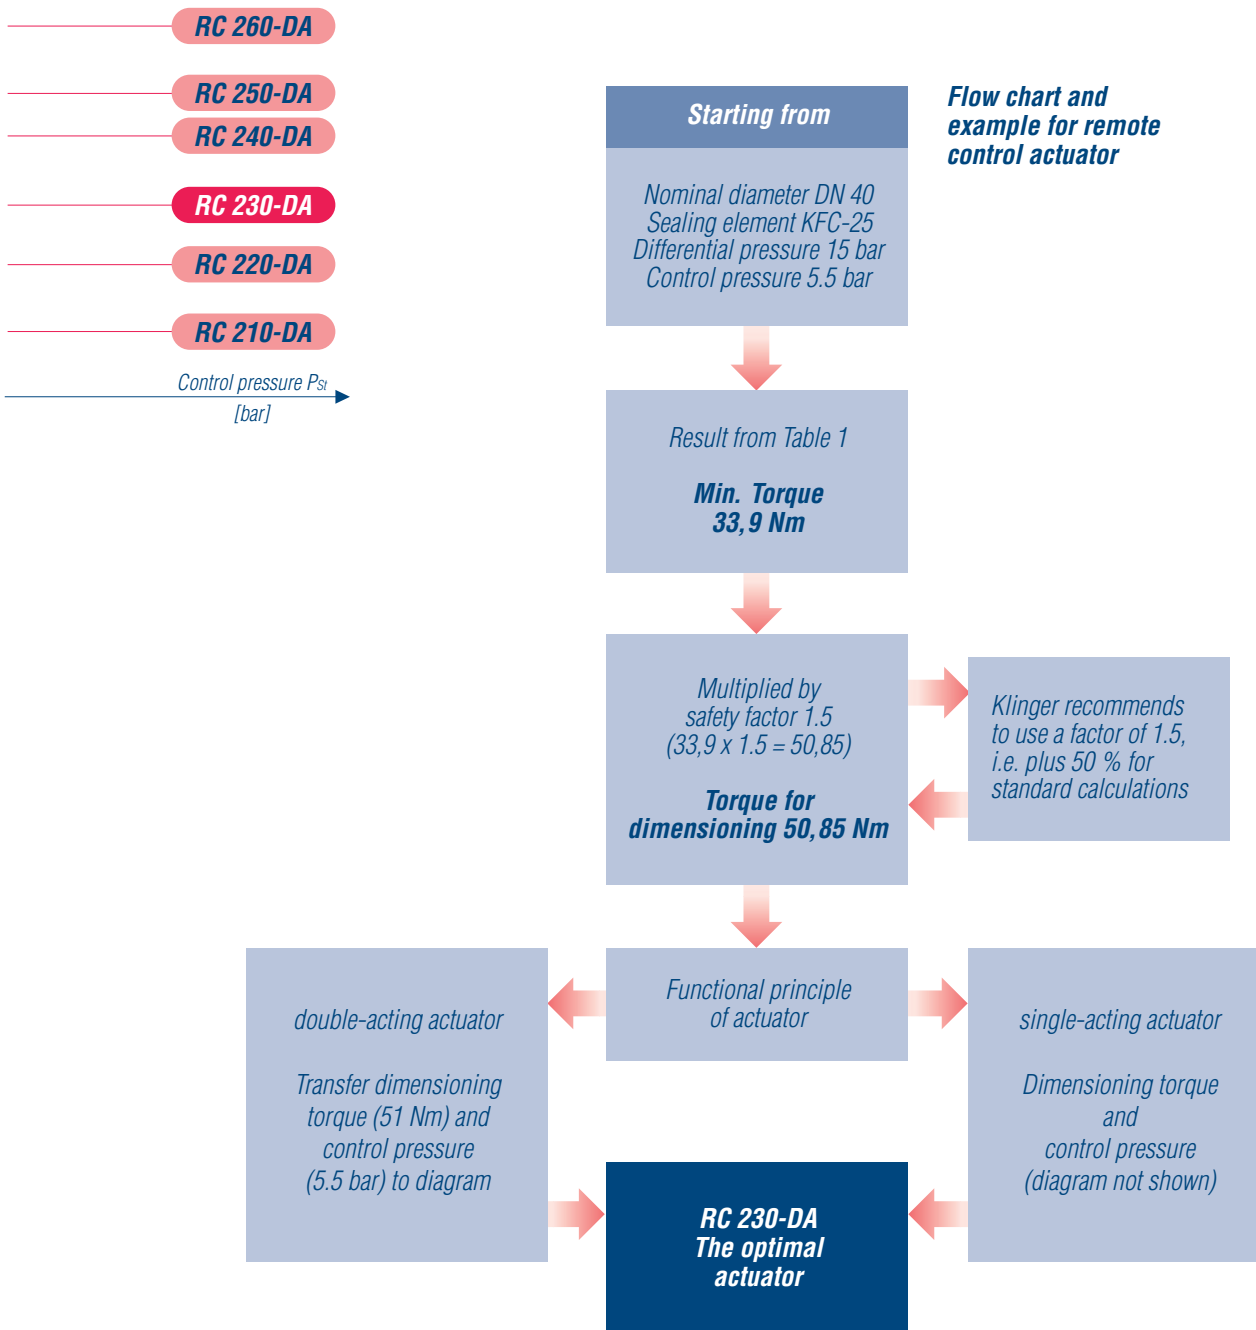 RC 260-DA
RC 250-DA
RC 240-DA
RC 230-DA
RC 220-DA
RC 210-DA
Control pressure PSt
[bar]
Flow chart and
example for remote
control actuator
Starting from
Nominal diameter DN 40
Sealing element KFC-25
Differential pressure 15 bar
Control pressure 5.5 bar
Result from Table 1
Min. Torque
33,9 Nm
Multiplied by
safety factor 1.5
(33,9 x 1.5 = 50,85)
Torque for
dimensioning 50,85 Nm
Klinger recommends
to use a factor of 1.5,
i.e. plus 50 % for
standard calculations
Functional principle
of actuator
double-acting actuator
Transfer dimensioning
torque (51 Nm) and
control pressure
(5.5 bar) to diagram
single-acting actuator
Dimensioning torque
and
control pressure
(diagram not shown)
RC 230-DA
The optimal
actuator